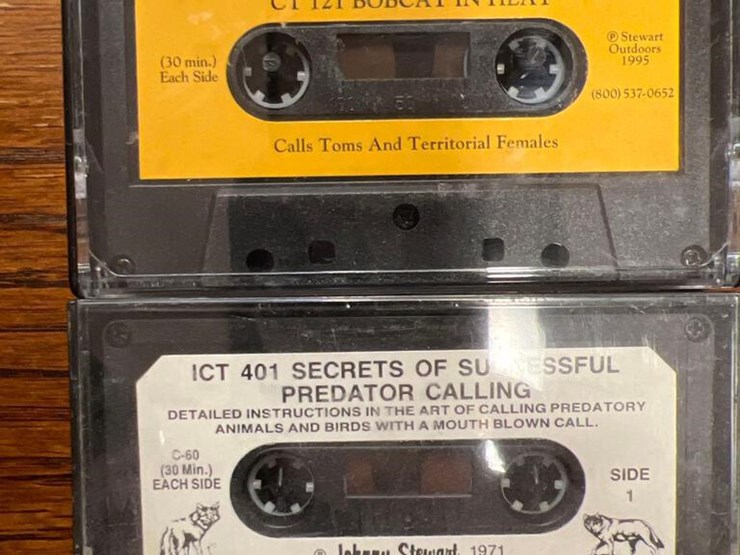 CT 121 BOBCAT IN HEAT
(30 min.)
Each Side
℗ Stewart
Outdoors
1995
(800) 537-0652
Calls Toms And Territorial Females
ICT 401 SECRETS OF SUCCESSFUL
PREDATOR CALLING
DETAILED INSTRUCTIONS IN THE ART OF CALLING PREDATORY
ANIMALS AND BIRDS WITH A MOUTH BLOWN CALL.
C-60
(30 Min.)
EACH SIDE
SIDE
1
℗ Johnny Stewart 1971